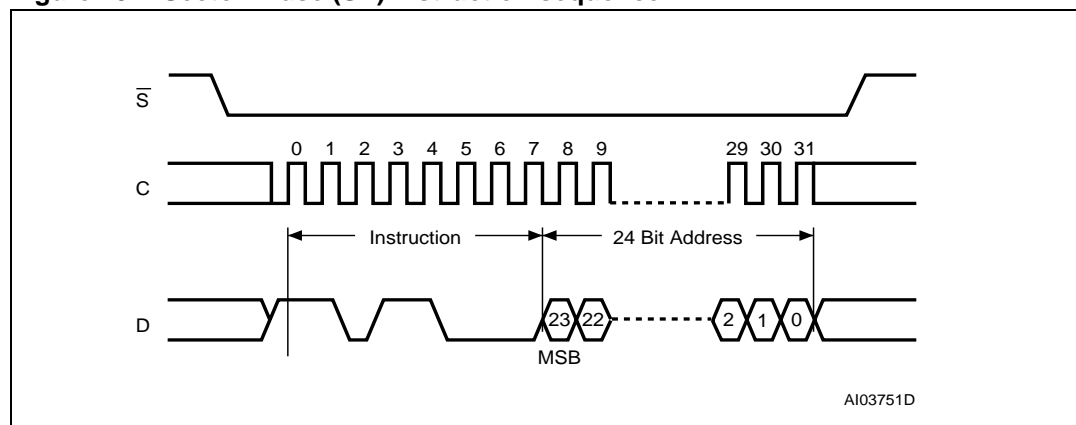 S
0 1 2 3 4 5 6 7 8 9 29 30 31
C
Instruction 24 Bit Address
D
23 22 2 1 0
MSB
AI03751D